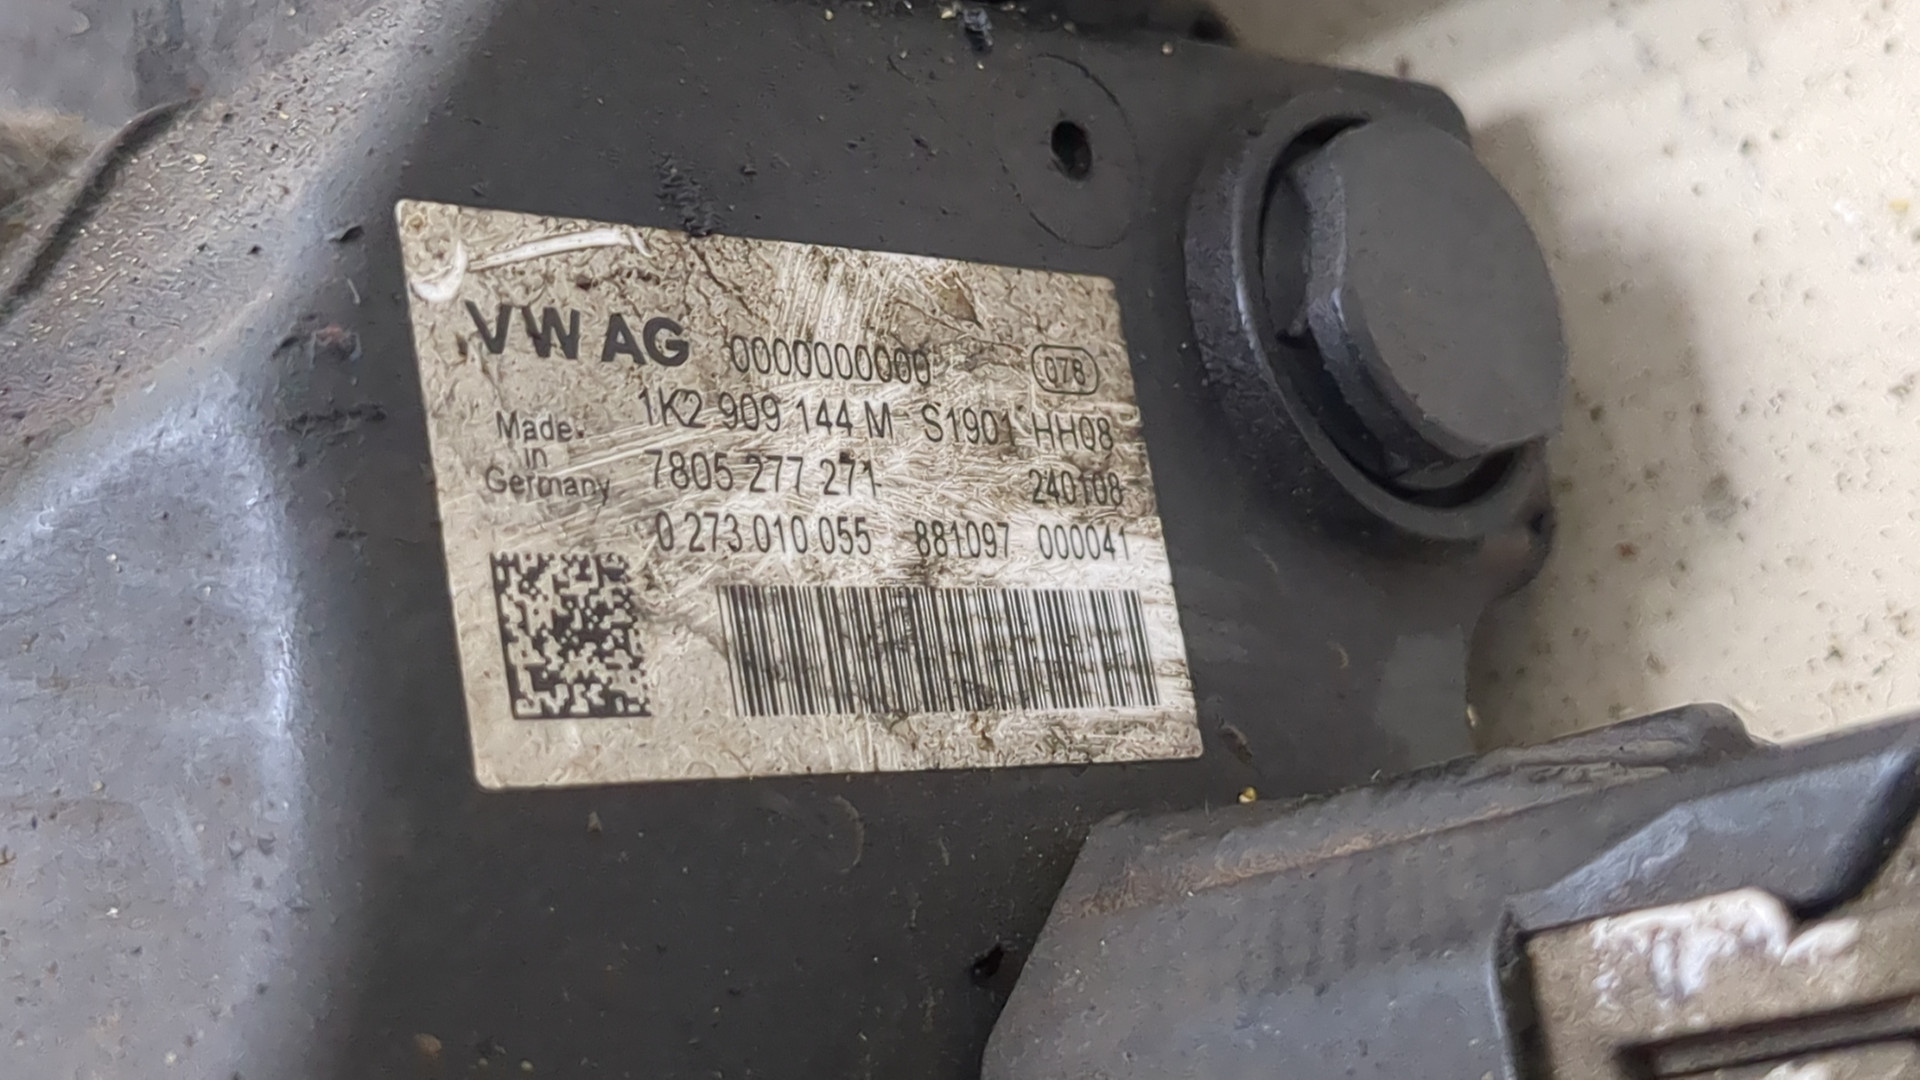 VW AG 0000000000 076
1K2 909 144 M S1901 HH08
Made in Germany
7805 277 271 240108
0 273 010 055 881097 000041